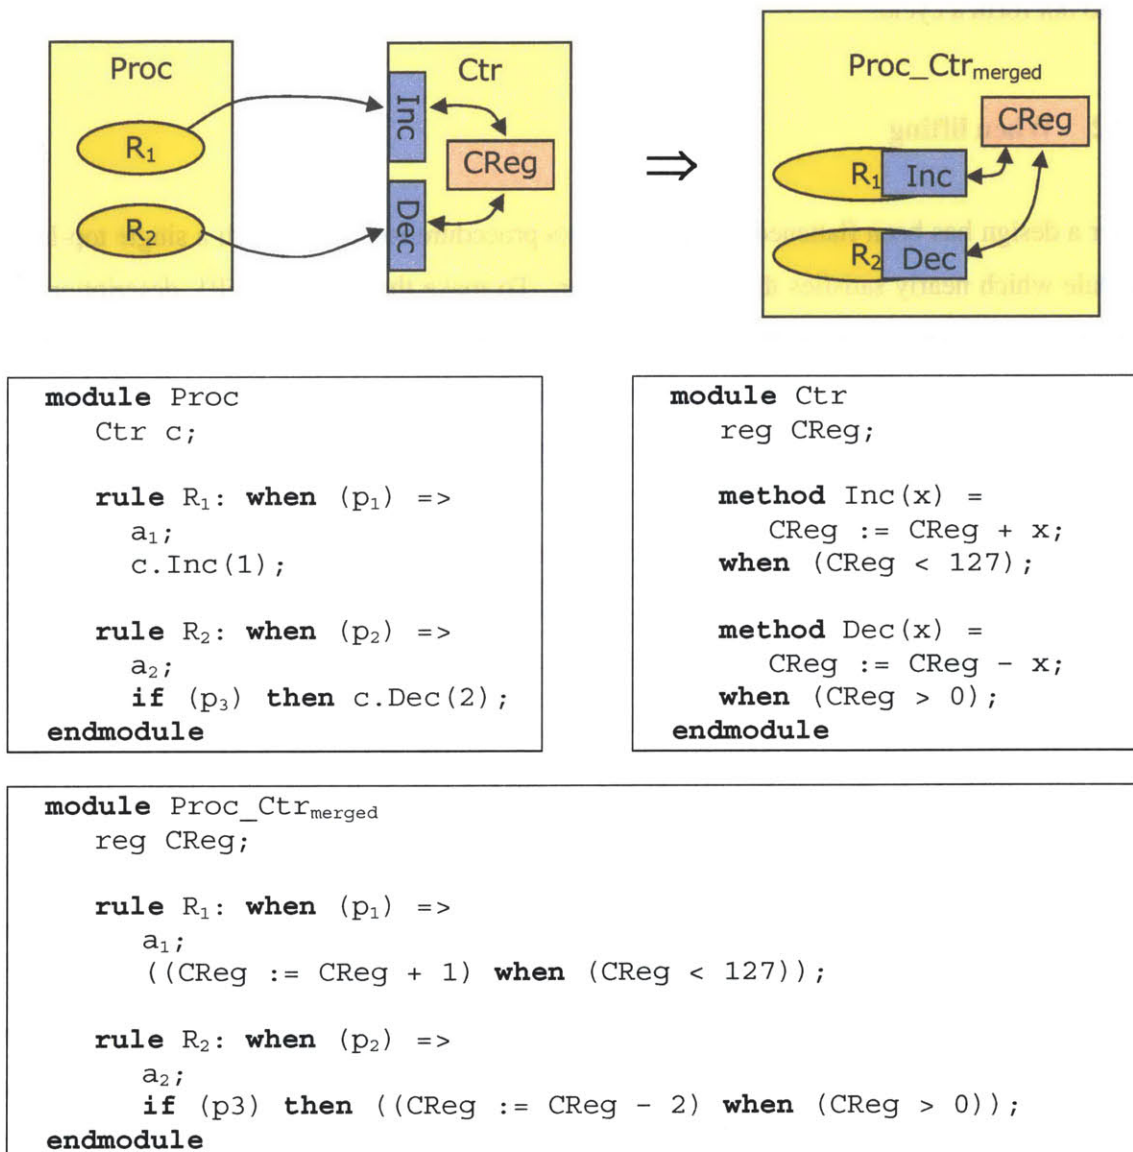 Proc
R₁
R₂
Ctr
Inc
Dec
CReg
⇒
Proc_Ctrmerged
CReg
R₁ Inc
R₂ Dec
module Proc
Ctr c;
rule R₁: when (p₁) =>
a₁;
c.Inc(1);
rule R₂: when (p₂) =>
a₂;
if (p₃) then c.Dec(2);
endmodule
module Ctr
reg CReg;
method Inc(x) =
CReg := CReg + x;
when (CReg < 127);
method Dec(x) =
CReg := CReg - x;
when (CReg > 0);
endmodule
module Proc_Ctrmerged
reg CReg;
rule R₁: when (p₁) =>
a₁;
((CReg := CReg + 1) when (CReg < 127));
rule R₂: when (p₂) =>
a₂;
if (p3) then ((CReg := CReg - 2) when (CReg > 0));
endmodule